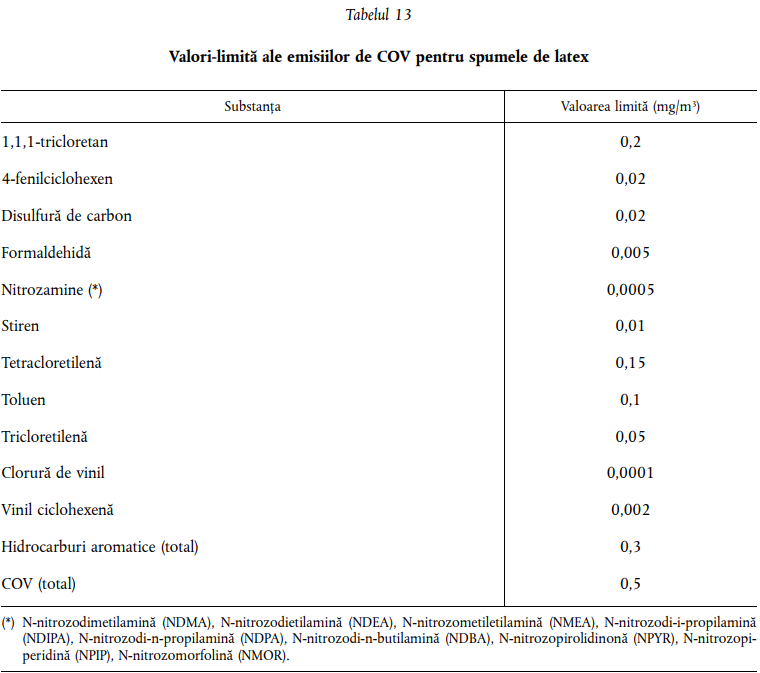 Tabelul 13
Valori-limită ale emisiilor de COV pentru spumele de latex
Substanța Valoarea limită (mg/m³)
1,1,1-tricloretan 0,2
4-fenilciclohexen 0,02
Disulfură de carbon 0,02
Formaldehidă 0,005
Nitrozamine (*) 0,0005
Stiren 0,01
Tetracloretilenă 0,15
Toluen 0,1
Tricloretilenă 0,05
Clorură de vinil 0,0001
Vinil ciclohexenă 0,002
Hidrocarburi aromatice (total) 0,3
COV (total) 0,5
(*) N-nitrozodimetilamină (NDMA), N-nitrozodietilamină (NDEA), N-nitrozometiletilamină (NMEA), N-nitrozodi-i-propilamină
(NDIPA), N-nitrozodi-n-propilamină (NDPA), N-nitrozodi-n-butilamină (NDBA), N-nitrozopirolidinonă (NPYR), N-nitrozopi-
peridină (NPIP), N-nitrozomorfolină (NMOR).